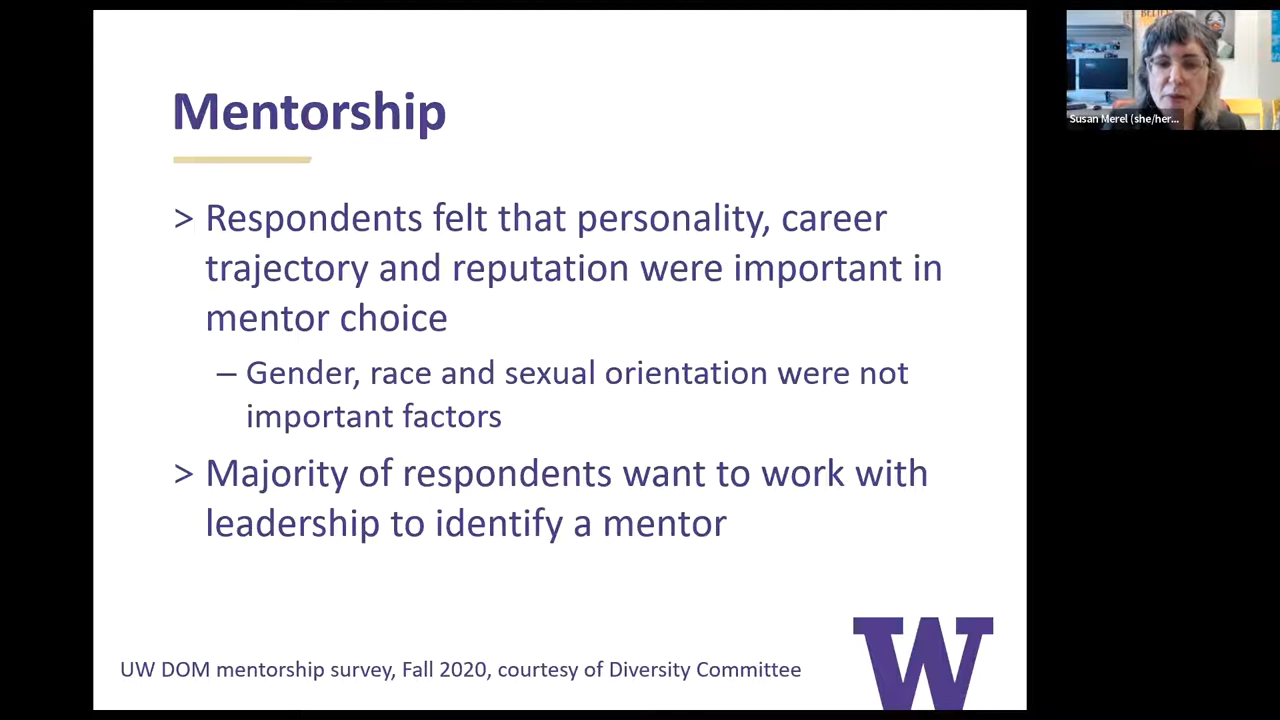 Mentorship
> Respondents felt that personality, career
trajectory and reputation were important in
mentor choice
– Gender, race and sexual orientation were not
important factors
> Majority of respondents want to work with
leadership to identify a mentor
UW DOM mentorship survey, Fall 2020, courtesy of Diversity Committee
W
Susan Merel (she/her...